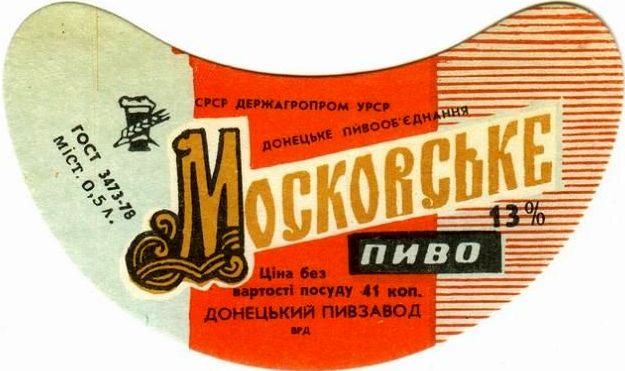 СРСР ДЕРЖАГРОПРОМ УРСР
ДОНЕЦЬКЕ ПИВООБ'ЄДНАННЯ
ГОСТ 3473-78
МІСТ. 0,5 Л.
МОСКОВСЬКЕ
13%
ПИВО
Ціна без
вартості посуду 41 коп.
ДОНЕЦЬКИЙ ПИВЗАВОД
ВРД